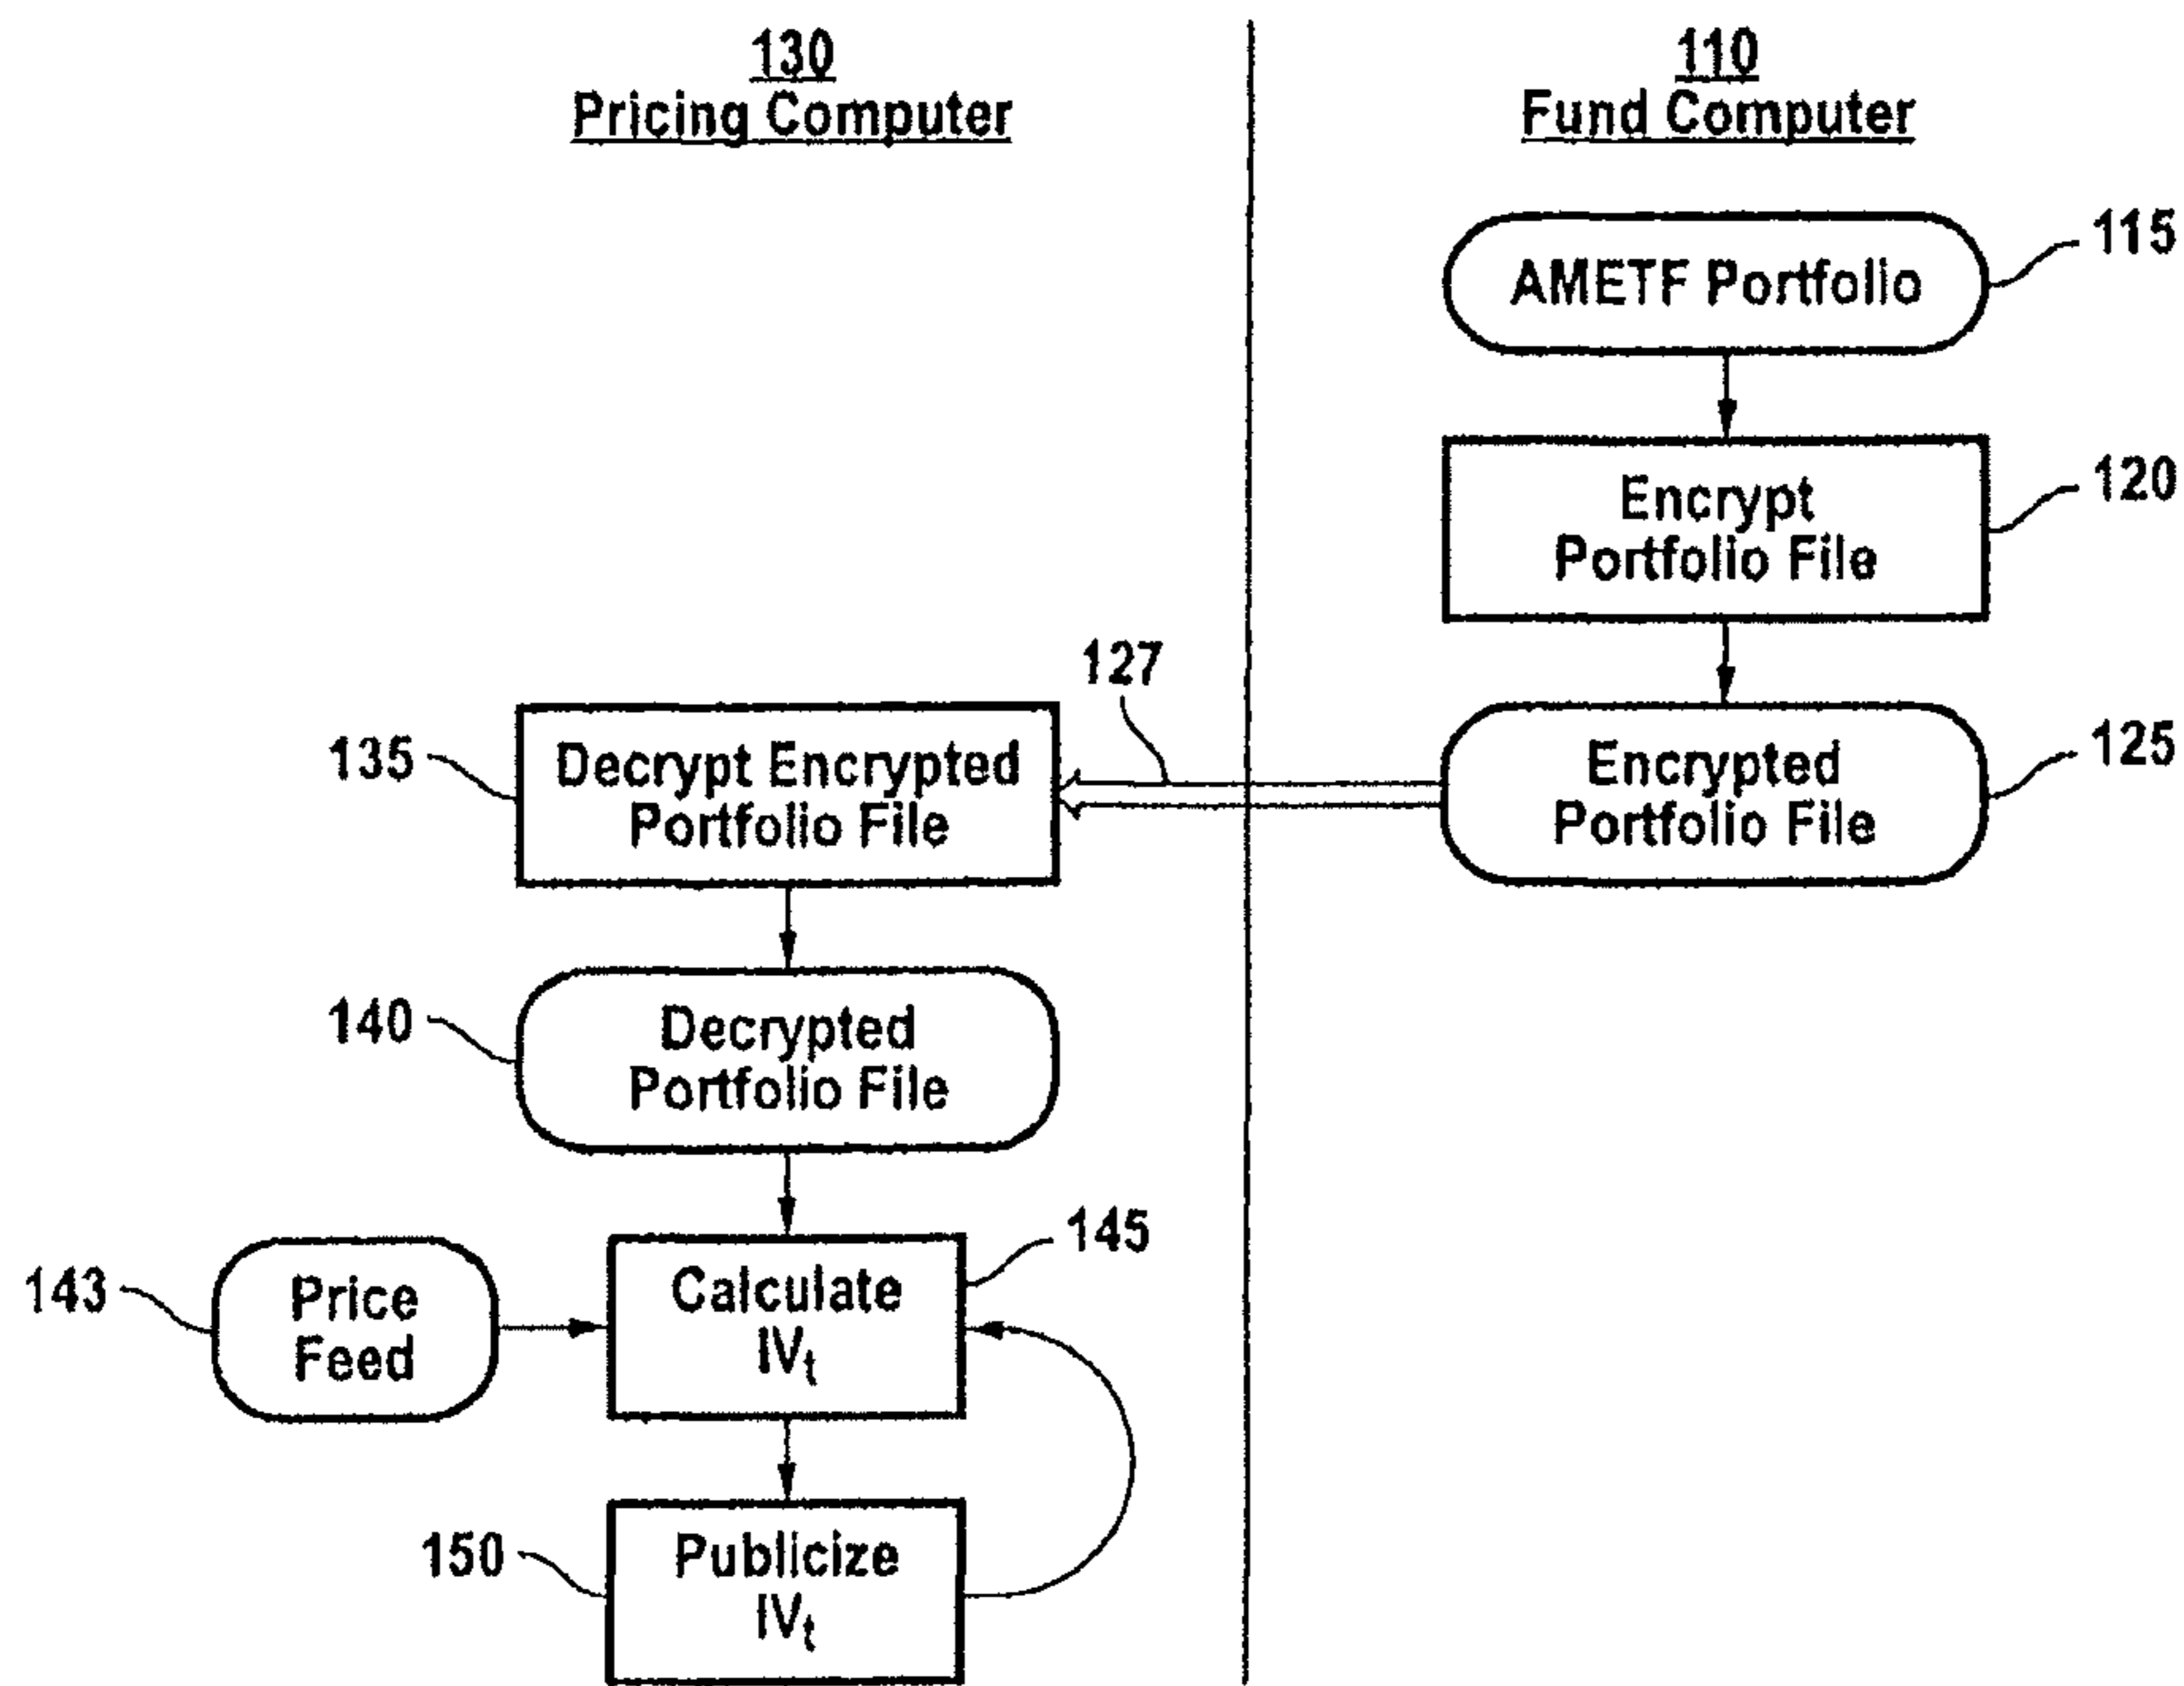 130
Pricing Computer
110
Fund Computer
AMETF Portfolio
115
Encrypt
Portfolio File
120
127
135
Decrypt Encrypted
Portfolio File
Encrypted
Portfolio File
125
140
Decrypted
Portfolio File
143
Price
Feed
Calculate
IVt
145
150
Publicize
IVt